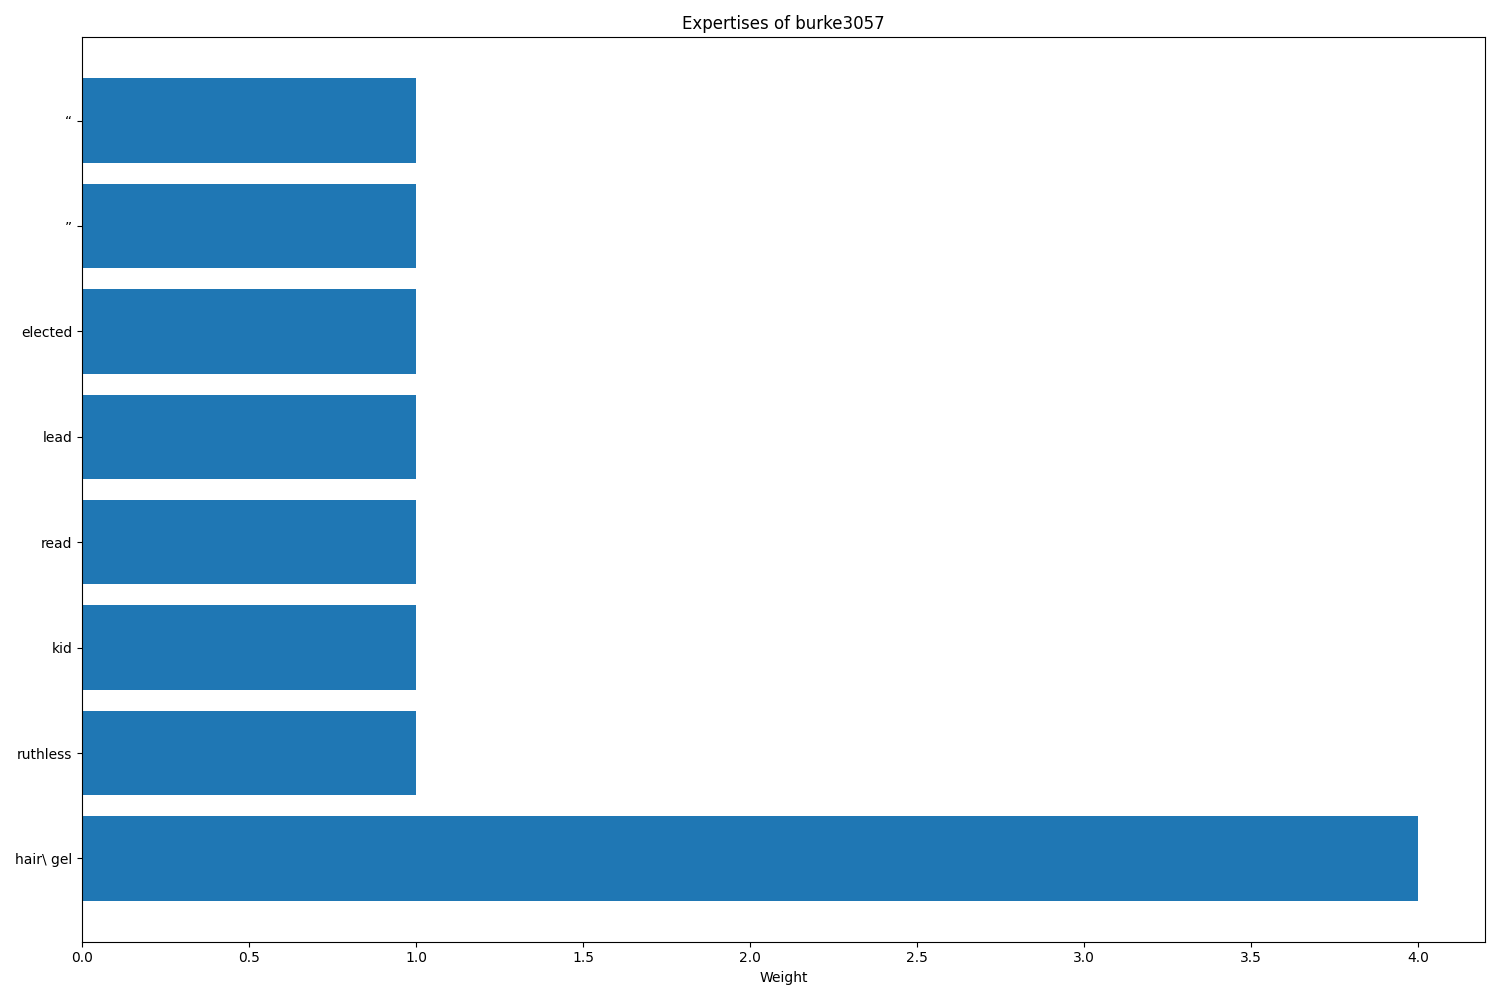 Expertises of burke3057
“
”
elected
lead
read
kid
ruthless
hair\ gel
0.0 0.5 1.0 1.5 2.0 2.5 3.0 3.5 4.0
Weight